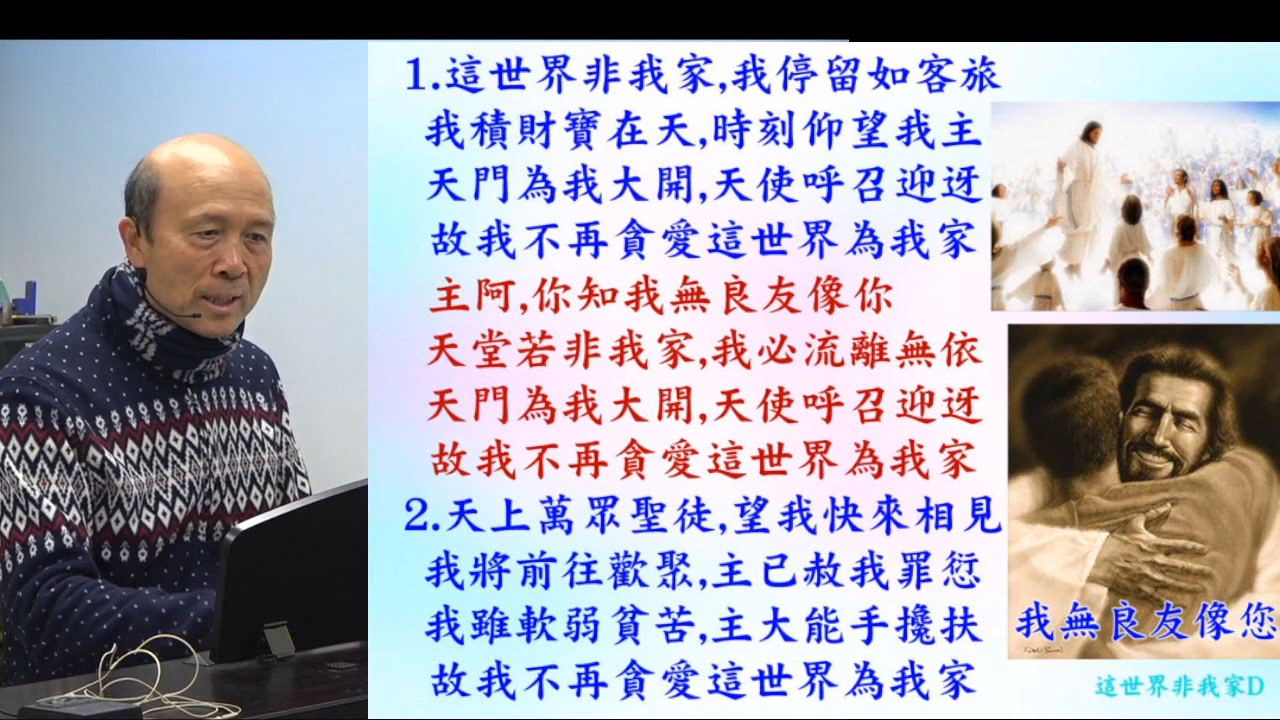 1.這世界非我家,我停留如客旅
我積財寶在天,時刻仰望我主
天門為我大開,天使呼召迎迓
故我不再貪愛這世界為我家
主阿,你知我無良友像你
天堂若非我家,我必流離無依
天門為我大開,天使呼召迎迓
故我不再貪愛這世界為我家
2.天上萬眾聖徒,望我快來相見
我將前往歡聚,主已赦我罪愆
我雖軟弱貧苦,主大能手攙扶
故我不再貪愛這世界為我家
我無良友像您
這世界非我家D